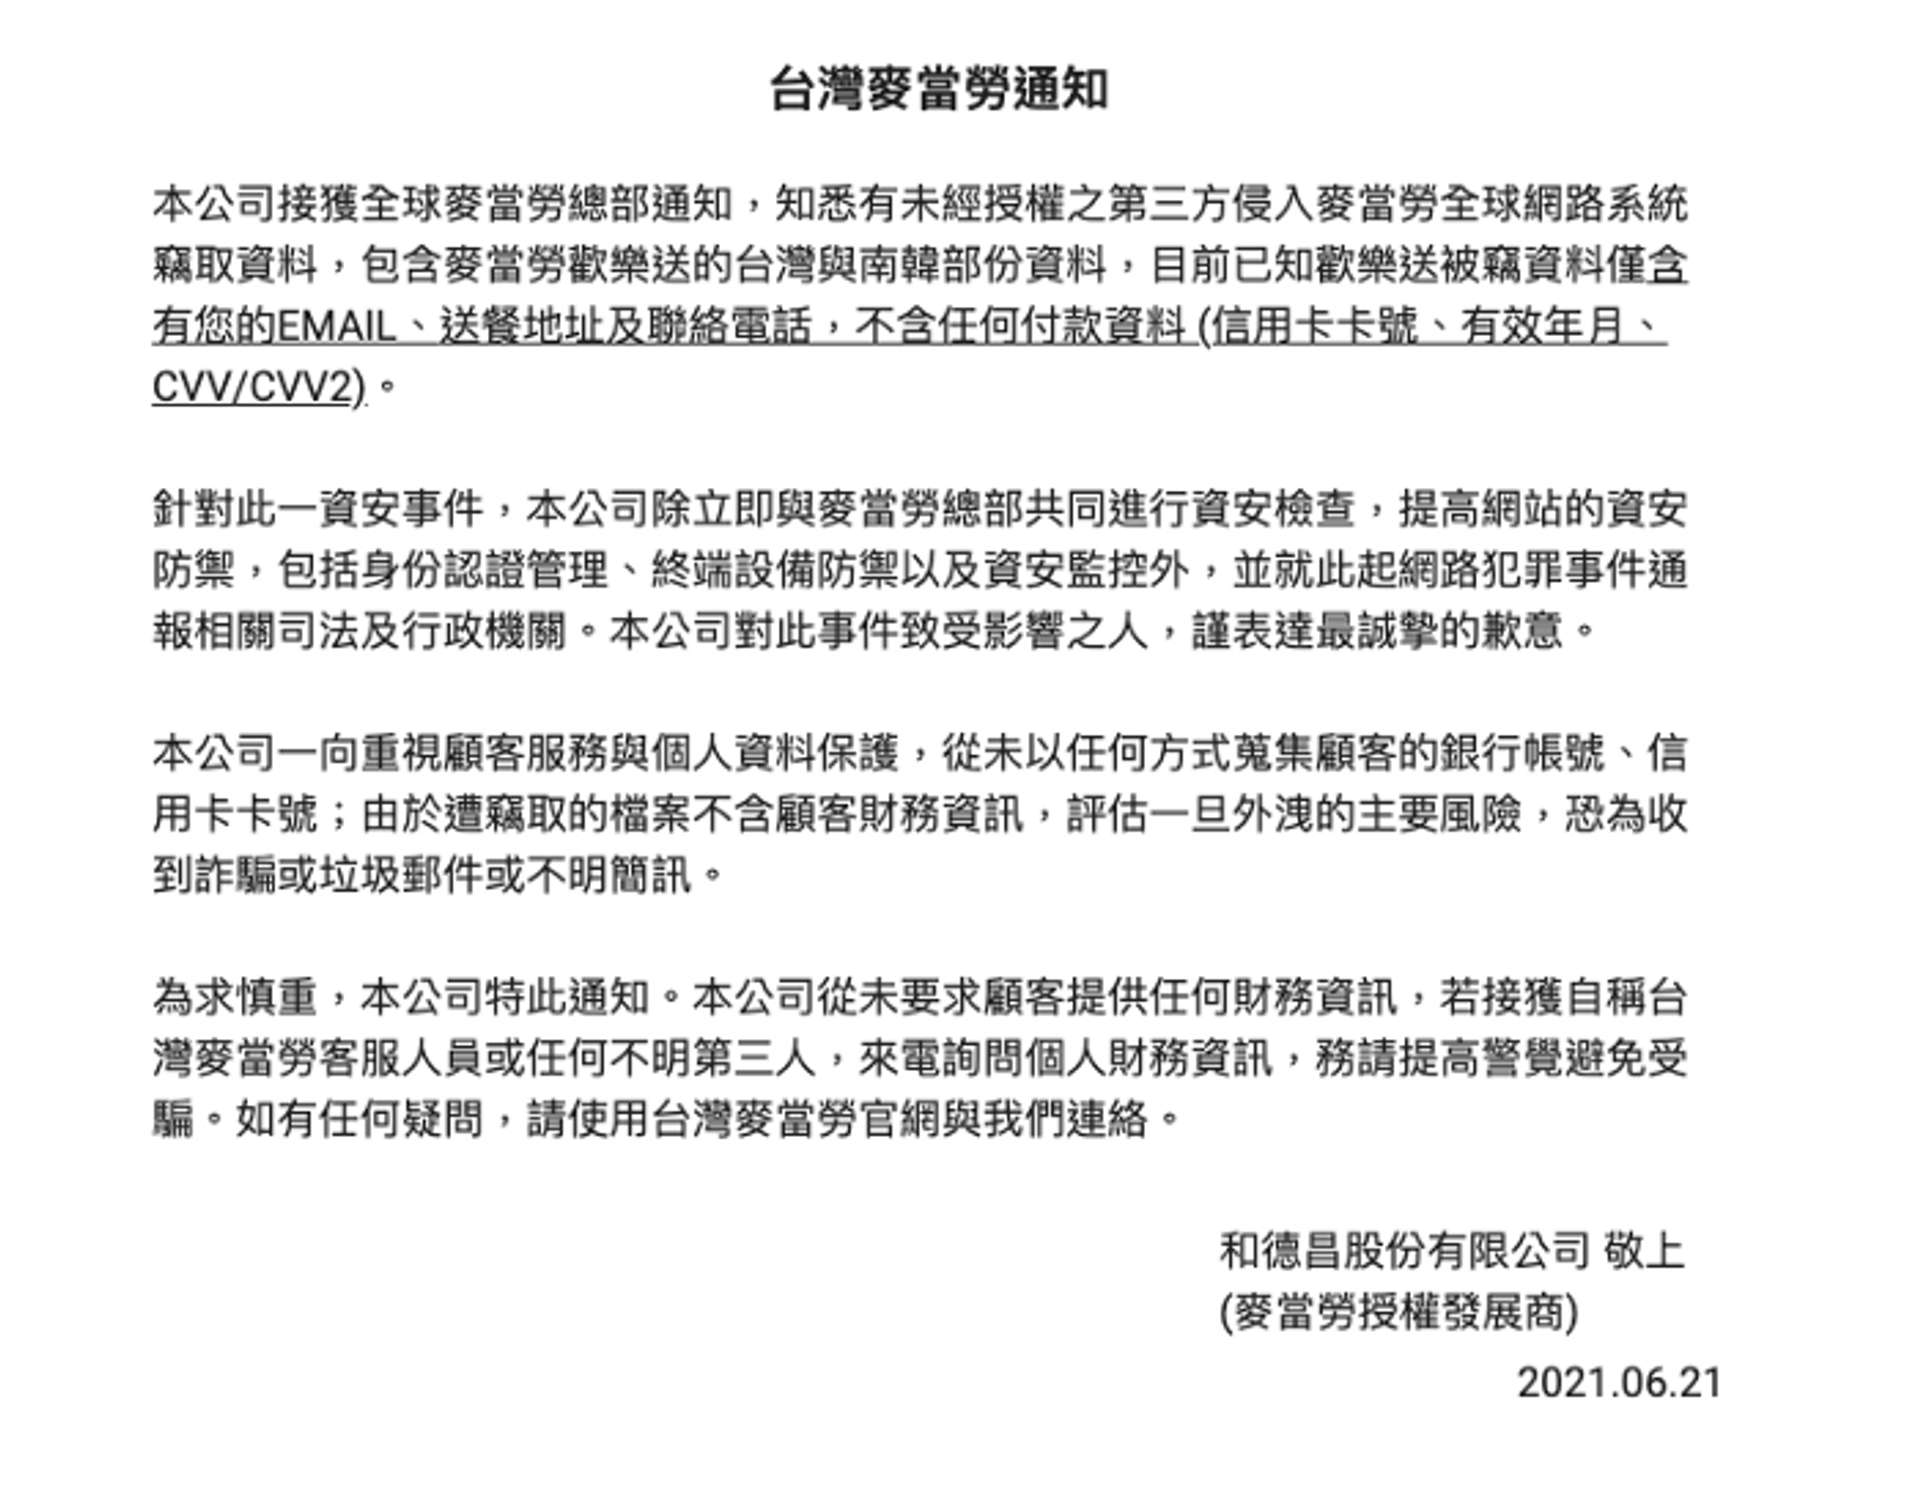 台灣麥當勞通知
本公司接獲全球麥當勞總部通知，知悉有未經授權之第三方侵入麥當勞全球網路系統
竊取資料，包含麥當勞歡樂送的台灣與南韓部份資料，目前已知歡樂送被竊資料僅含
有您的EMAIL、送餐地址及聯絡電話，不含任何付款資料 (信用卡卡號、有效年月、
CVV/CVV2)。
針對此一資安事件，本公司除立即與麥當勞總部共同進行資安檢查，提高網站的資安
防禦，包括身份認證管理、終端設備防禦以及資安監控外，並就此起網路犯罪事件通
報相關司法及行政機關。本公司對此事件致受影響之人，謹表達最誠摯的歉意。
本公司一向重視顧客服務與個人資料保護，從未以任何方式蒐集顧客的銀行帳號、信
用卡卡號；由於遭竊取的檔案不含顧客財務資訊，評估一旦外洩的主要風險，恐為收
到詐騙或垃圾郵件或不明簡訊。
為求慎重，本公司特此通知。本公司從未要求顧客提供任何財務資訊，若接獲自稱台
灣麥當勞客服人員或任何不明第三人，來電詢問個人財務資訊，務請提高警覺避免受
騙。如有任何疑問，請使用台灣麥當勞官網與我們連絡。
和德昌股份有限公司 敬上
(麥當勞授權發展商)
2021.06.21